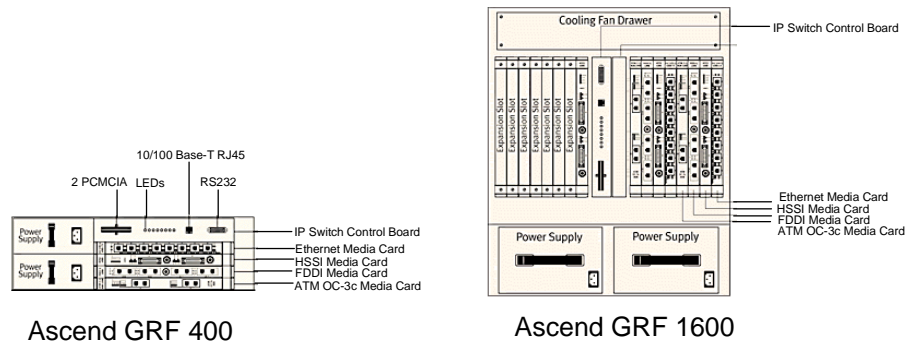 Cooling Fan Drawer
IP Switch Control Board
Expansion Slot
Expansion Slot
Expansion Slot
Expansion Slot
Expansion Slot
Expansion Slot
Expansion Slot
10/100 Base-T RJ45
2 PCMCIA LEDs RS232
Ethernet Media Card
HSSI Media Card
FDDI Media Card
ATM OC-3c Media Card
Power Supply
Power Supply
IP Switch Control Board
Ethernet Media Card
HSSI Media Card
FDDI Media Card
ATM OC-3c Media Card
Power
Supply
Power
Supply
Ascend GRF 400
Ascend GRF 1600